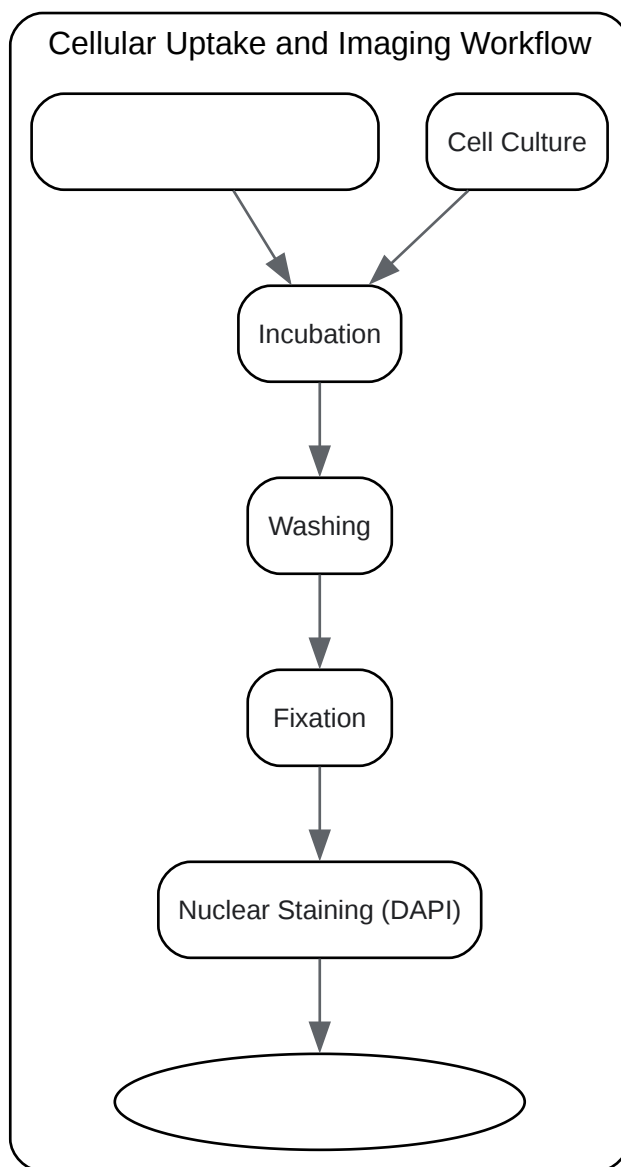 Cellular Uptake and Imaging Workflow
Cell Culture
Incubation
Washing
Fixation
Nuclear Staining (DAPI)